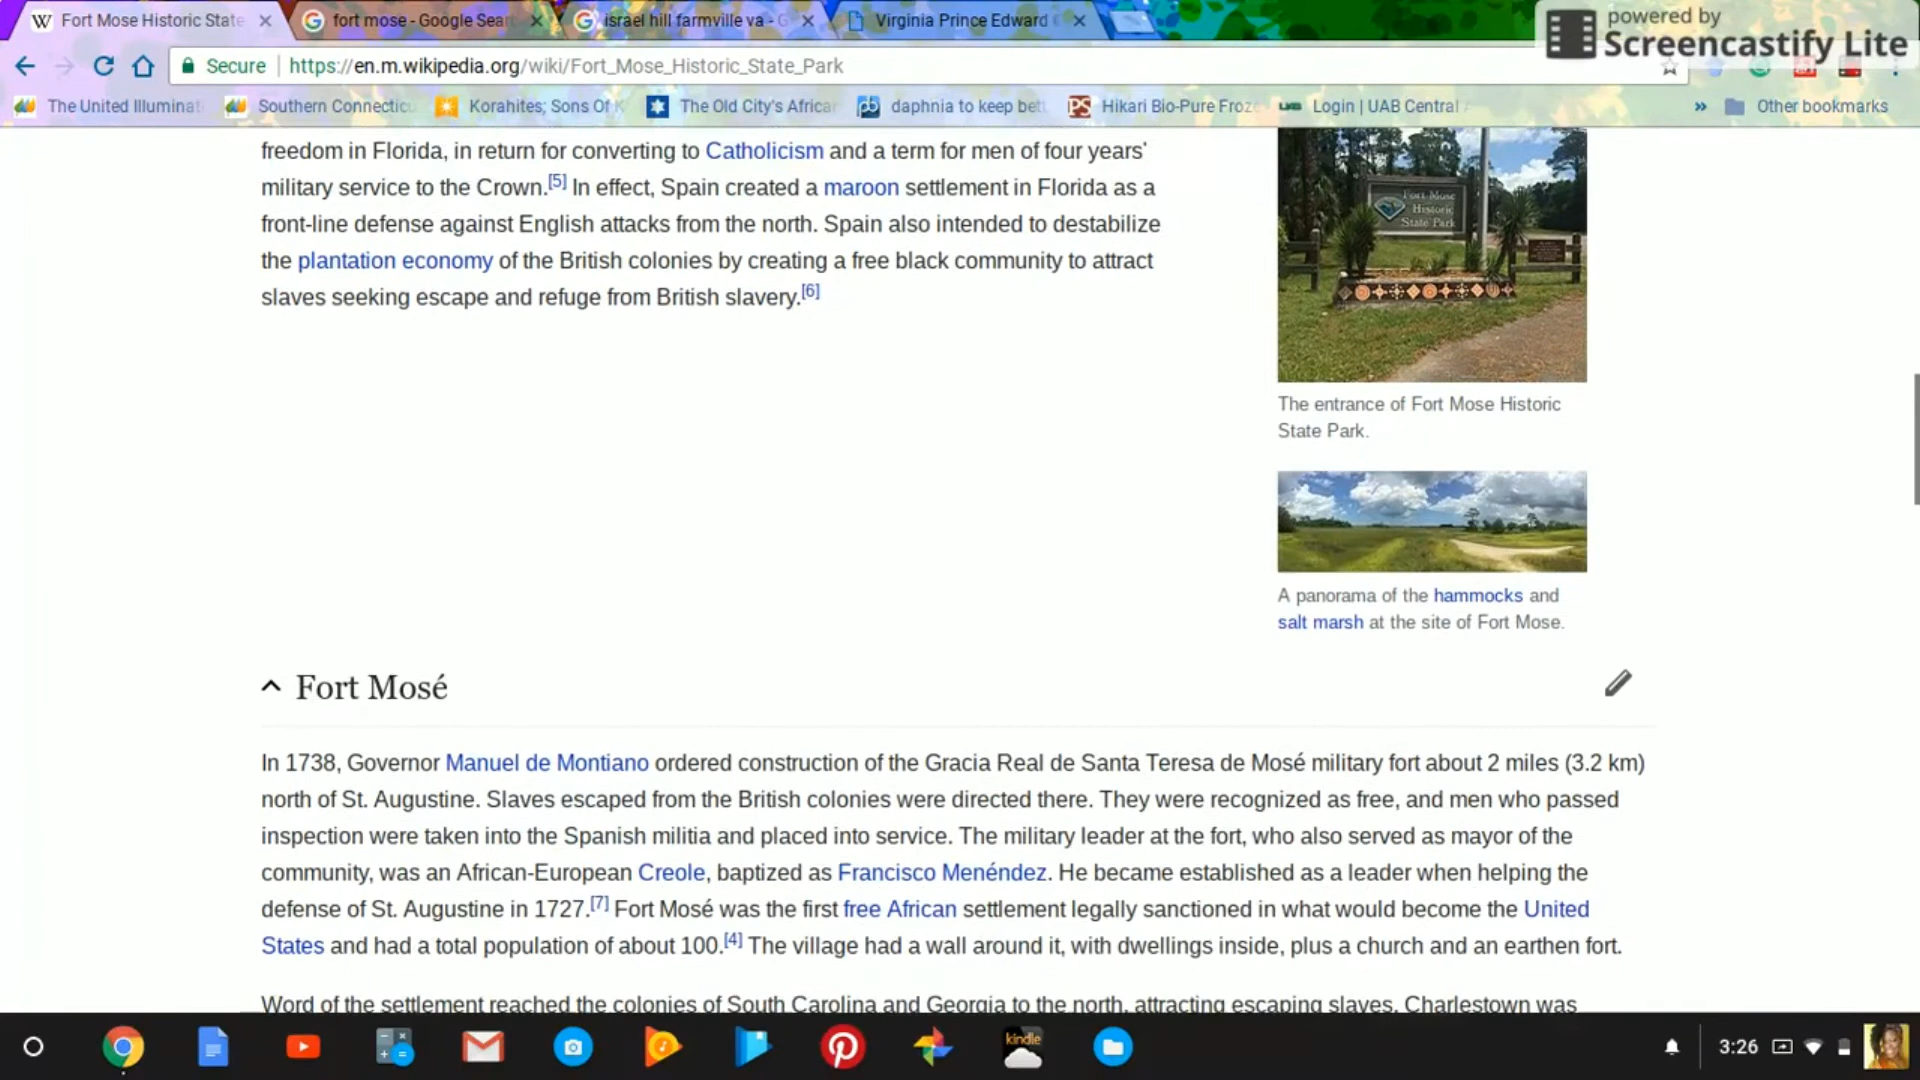 Fort Mose Historic State
fort mose - Google Sear
israel hill farmville va - G
Virginia Prince Edward
powered by
Screencastify Lite
Secure
https://en.m.wikipedia.org/wiki/Fort_Mose_Historic_State_Park
The United Illuminat
Southern Connecticu
Korahites; Sons Of K
The Old City's Africar
daphnia to keep bett
Hikari Bio-Pure Froze
Login | UAB Central
Other bookmarks
freedom in Florida, in return for converting to Catholicism and a term for men of four years'
military service to the Crown.[5] In effect, Spain created a maroon settlement in Florida as a
front-line defense against English attacks from the north. Spain also intended to destabilize
the plantation economy of the British colonies by creating a free black community to attract
slaves seeking escape and refuge from British slavery.[6]
Fort Mose
Historic
State Park
The entrance of Fort Mose Historic
State Park.
A panorama of the hammocks and
salt marsh at the site of Fort Mose.
Fort Mosé
In 1738, Governor Manuel de Montiano ordered construction of the Gracia Real de Santa Teresa de Mosé military fort about 2 miles (3.2 km)
north of St. Augustine. Slaves escaped from the British colonies were directed there. They were recognized as free, and men who passed
inspection were taken into the Spanish militia and placed into service. The military leader at the fort, who also served as mayor of the
community, was an African-European Creole, baptized as Francisco Menéndez. He became established as a leader when helping the
defense of St. Augustine in 1727.[7] Fort Mosé was the first free African settlement legally sanctioned in what would become the United
States and had a total population of about 100.[4] The village had a wall around it, with dwellings inside, plus a church and an earthen fort.
Word of the settlement reached the colonies of South Carolina and Georgia to the north, attracting escaping slaves. Charlestown was
kindle
3:26